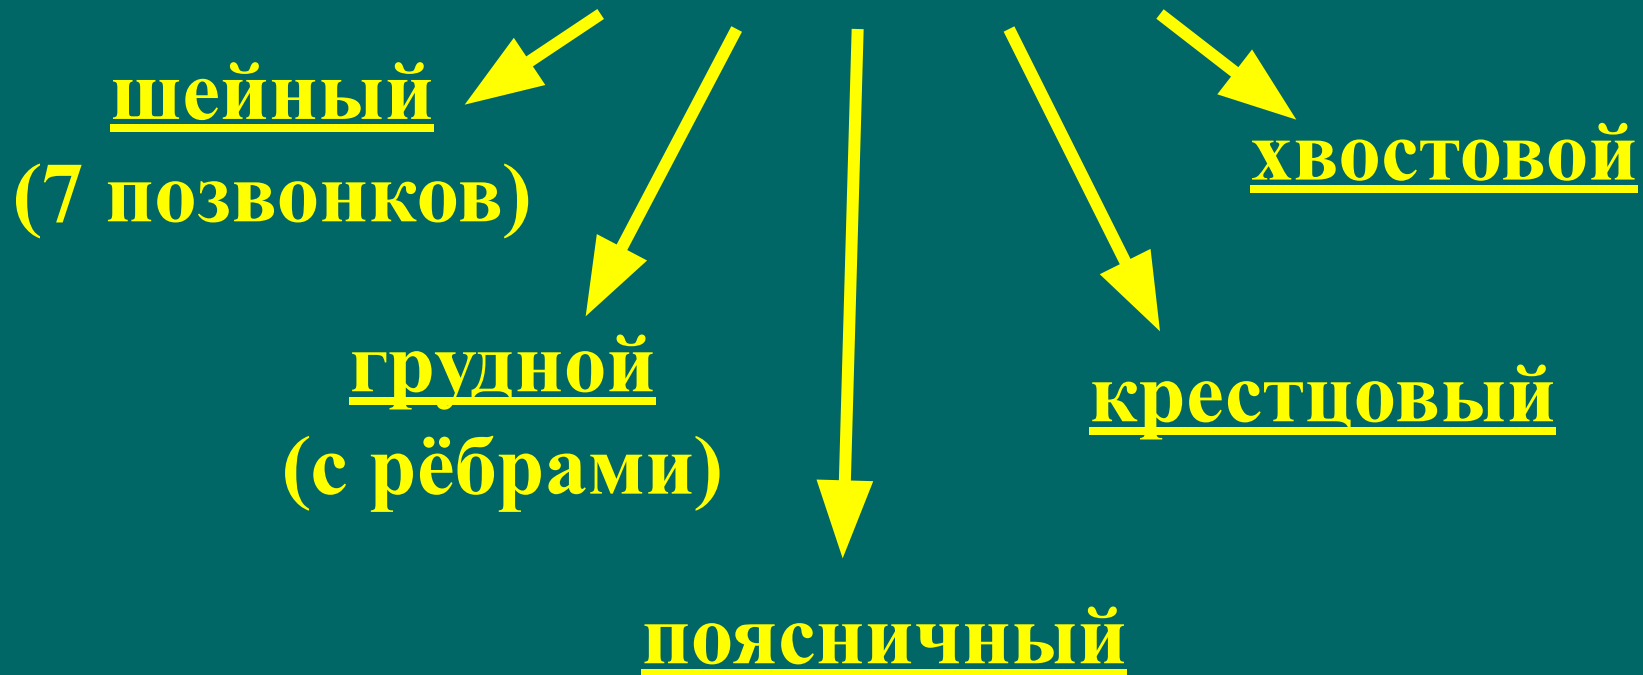 шейный
(7 позвонков)
хвостовой
грудной
(с рёбрами)
крестцовый
поясничный